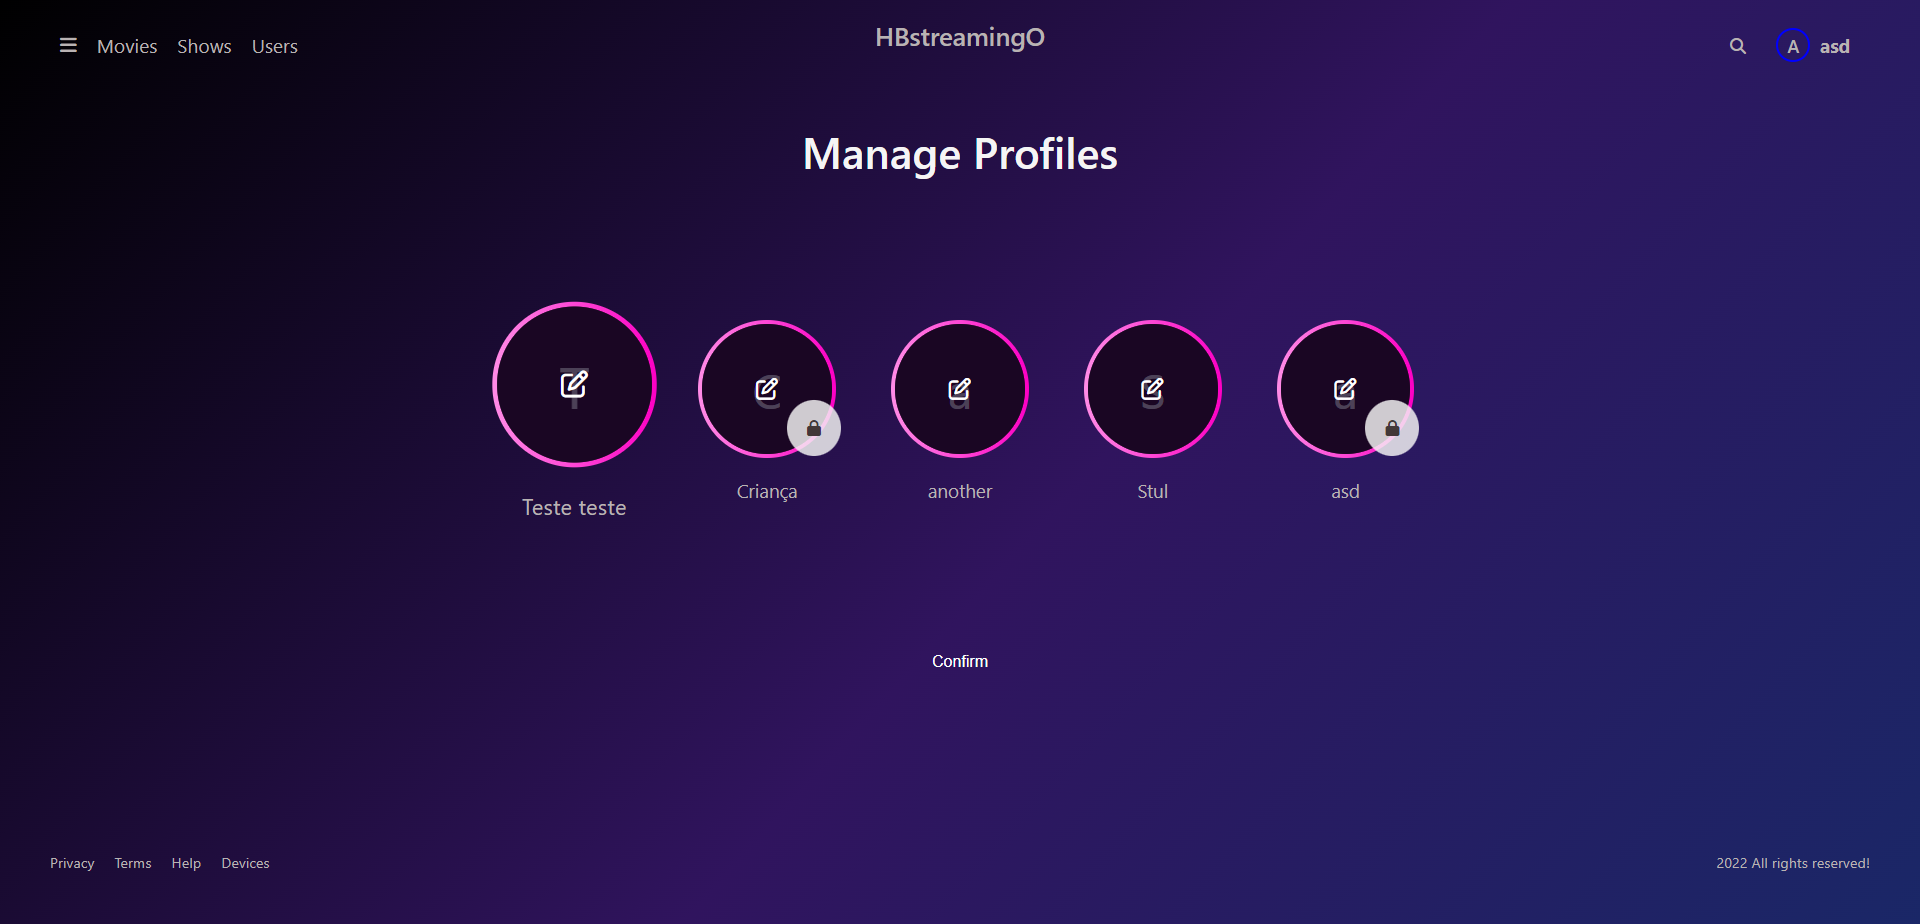 Movies Shows Users
HBstreamingO
A asd
Manage Profiles
T
C
a
S
a
Teste teste
Criança
another
Stul
asd
Confirm
Privacy Terms Help Devices
2022 All rights reserved!